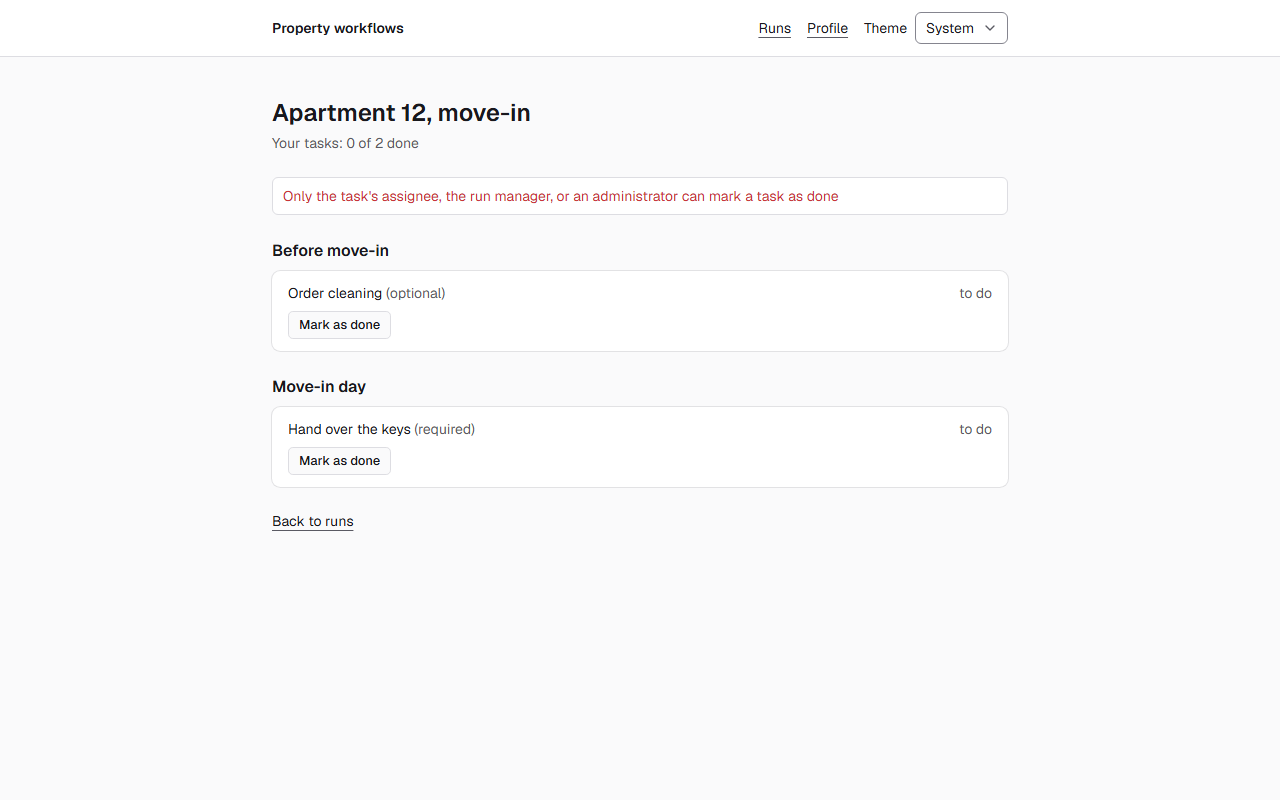 Property workflows
Runs Profile Theme System
Apartment 12, move-in
Your tasks: 0 of 2 done
Only the task's assignee, the run manager, or an administrator can mark a task as done
Before move-in
Order cleaning (optional) to do
Mark as done
Move-in day
Hand over the keys (required) to do
Mark as done
Back to runs